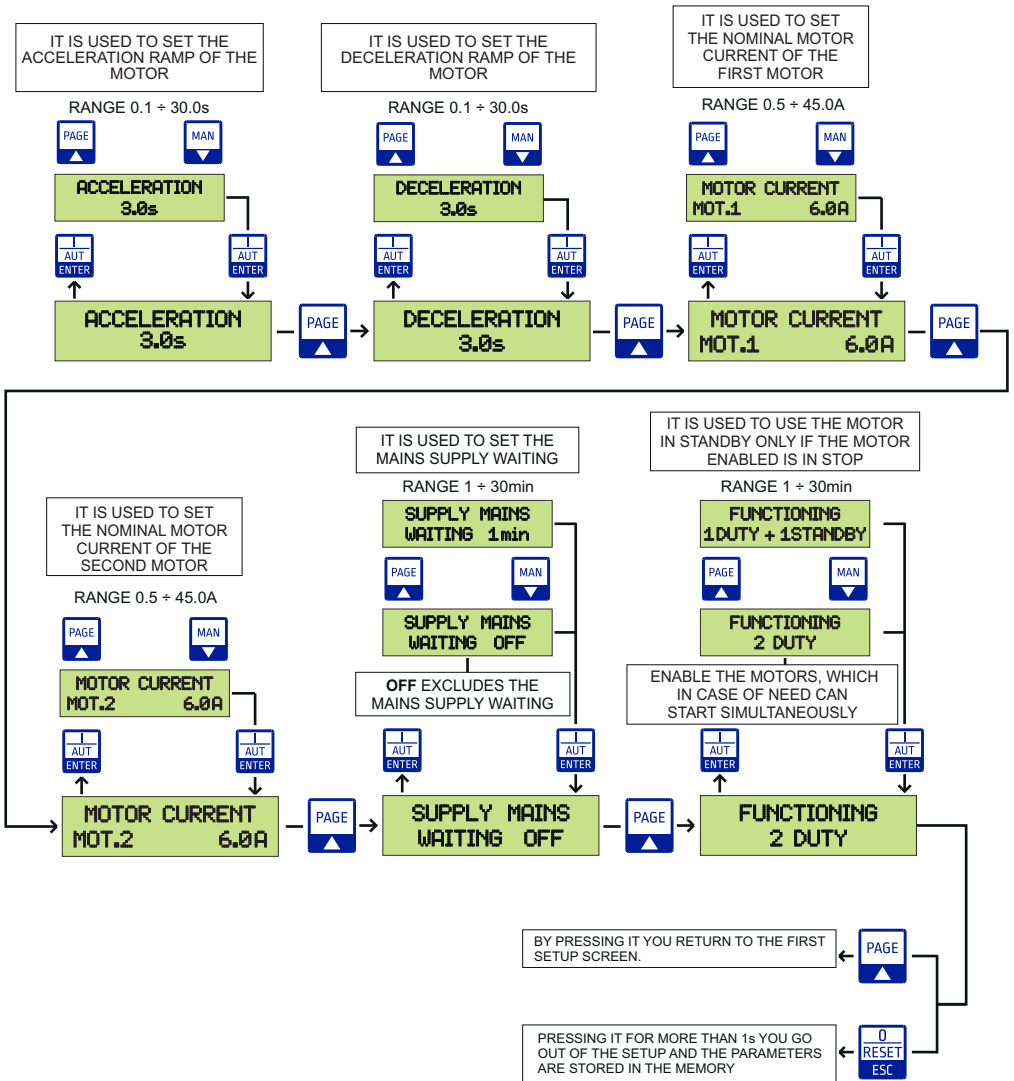 IT IS USED TO SET THE
ACCELERATION RAMP OF THE
MOTOR
RANGE 0.1 ÷ 30.0s
PAGE
MAN
ACCELERATION
3.0s
I
AUT
ENTER
I
AUT
ENTER
ACCELERATION
3.0s
PAGE
IT IS USED TO SET THE
DECELERATION RAMP OF THE
MOTOR
RANGE 0.1 ÷ 30.0s
PAGE
MAN
DECELERATION
3.0s
I
AUT
ENTER
I
AUT
ENTER
DECELERATION
3.0s
PAGE
IT IS USED TO SET
THE NOMINAL MOTOR
CURRENT OF THE
FIRST MOTOR
RANGE 0.5 ÷ 45.0A
PAGE
MAN
MOTOR CURRENT
MOT.1 6.0A
I
AUT
ENTER
I
AUT
ENTER
MOTOR CURRENT
MOT.1 6.0A
PAGE
IT IS USED TO SET
THE NOMINAL MOTOR
CURRENT OF THE
SECOND MOTOR
RANGE 0.5 ÷ 45.0A
PAGE
MAN
MOTOR CURRENT
MOT.2 6.0A
I
AUT
ENTER
I
AUT
ENTER
MOTOR CURRENT
MOT.2 6.0A
PAGE
IT IS USED TO SET THE
MAINS SUPPLY WAITING
RANGE 1 ÷ 30min
SUPPLY MAINS
WAITING 1min
PAGE
MAN
SUPPLY MAINS
WAITING OFF
OFF EXCLUDES THE
MAINS SUPPLY WAITING
I
AUT
ENTER
I
AUT
ENTER
SUPPLY MAINS
WAITING OFF
PAGE
IT IS USED TO USE THE MOTOR
IN STANDBY ONLY IF THE MOTOR
ENABLED IS IN STOP
RANGE 1 ÷ 30min
FUNCTIONING
1DUTY + 1STANDBY
PAGE
MAN
FUNCTIONING
2 DUTY
ENABLE THE MOTORS, WHICH
IN CASE OF NEED CAN
START SIMULTANEOUSLY
I
AUT
ENTER
I
AUT
ENTER
FUNCTIONING
2 DUTY
BY PRESSING IT YOU RETURN TO THE FIRST
SETUP SCREEN.
PAGE
PRESSING IT FOR MORE THAN 1s YOU GO
OUT OF THE SETUP AND THE PARAMETERS
ARE STORED IN THE MEMORY
0
RESET
ESC